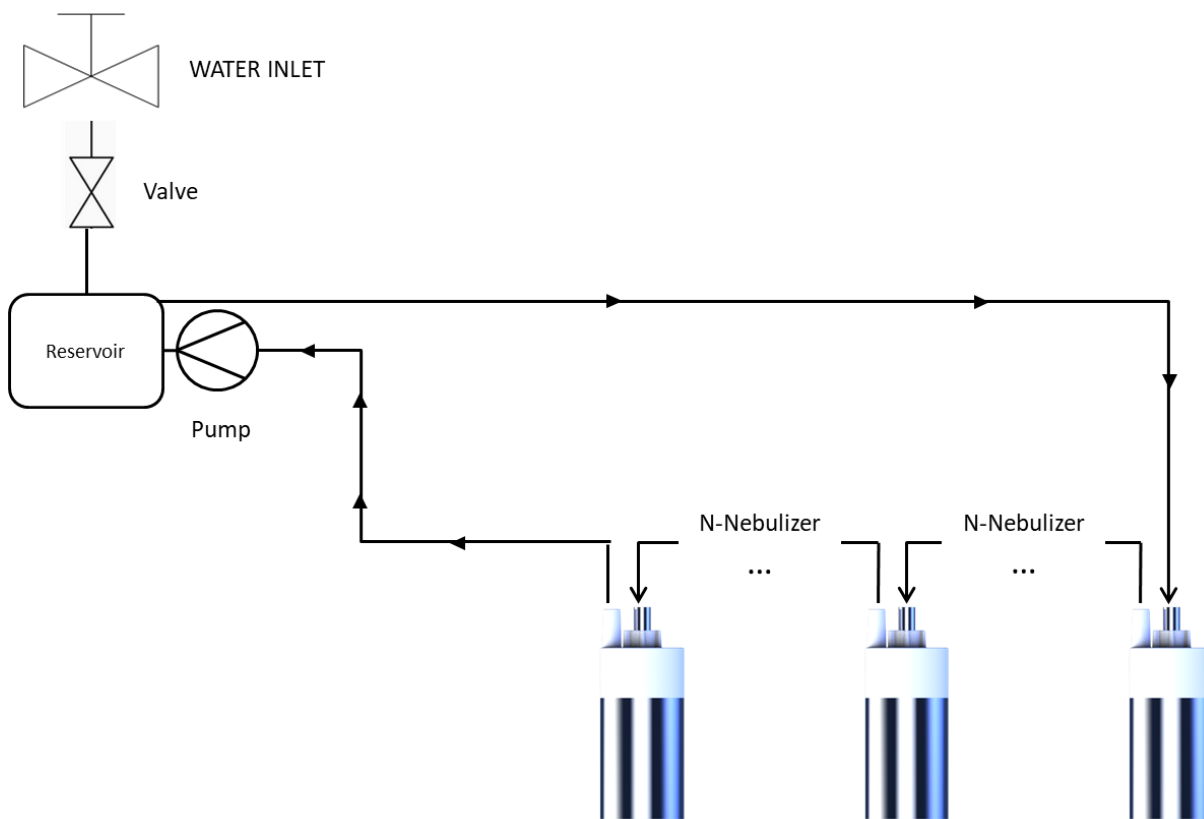 WATER INLET
Valve
Reservoir
Pump
N-Nebulizer
...
N-Nebulizer
...